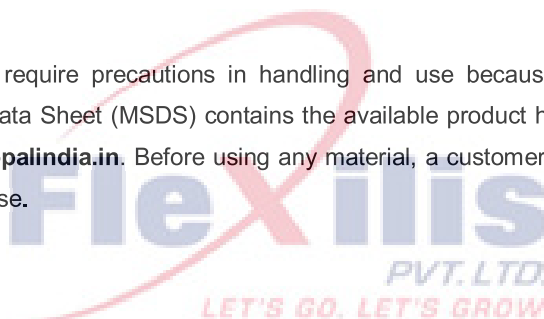 require precautions in handling and use becaus
ata Sheet (MSDS) contains the available product h
palindia.in. Before using any material, a customer
se.
Flexilis
PVT. LTD.
LET'S GO. LET'S GROW